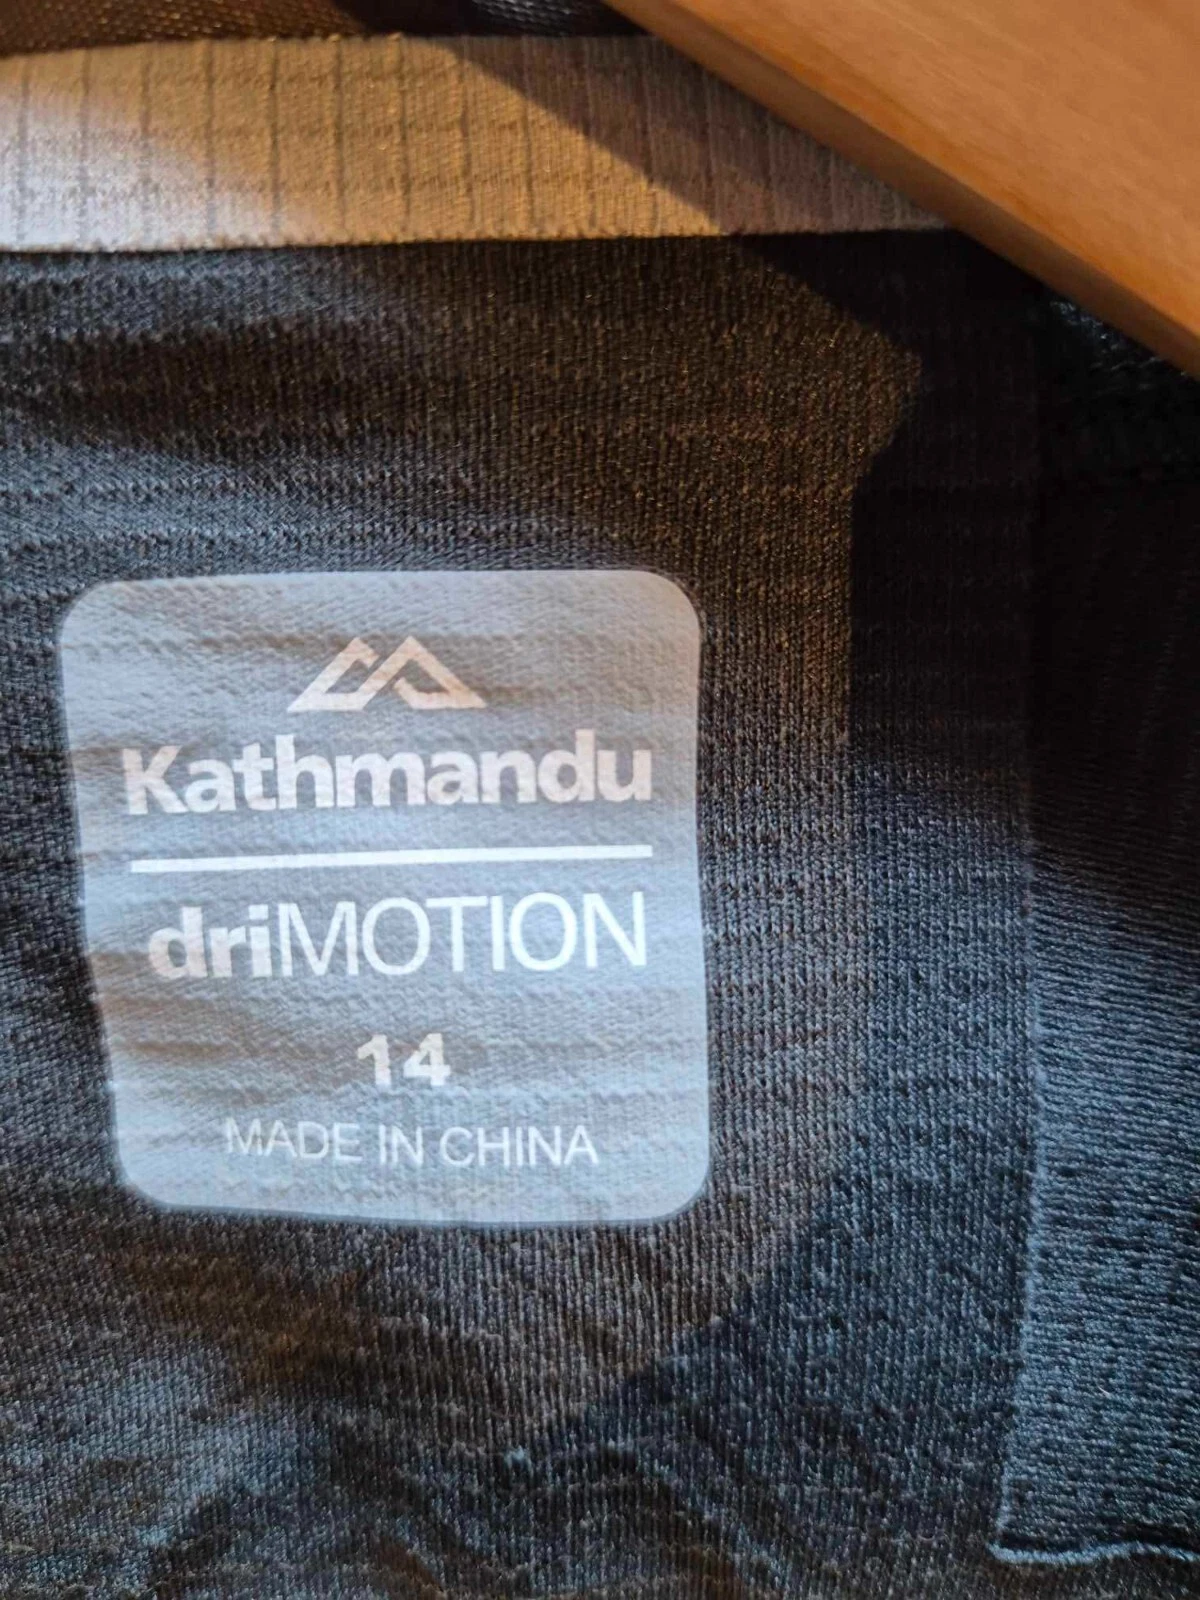 Kathmandu
driMOTION
14
MADE IN CHINA